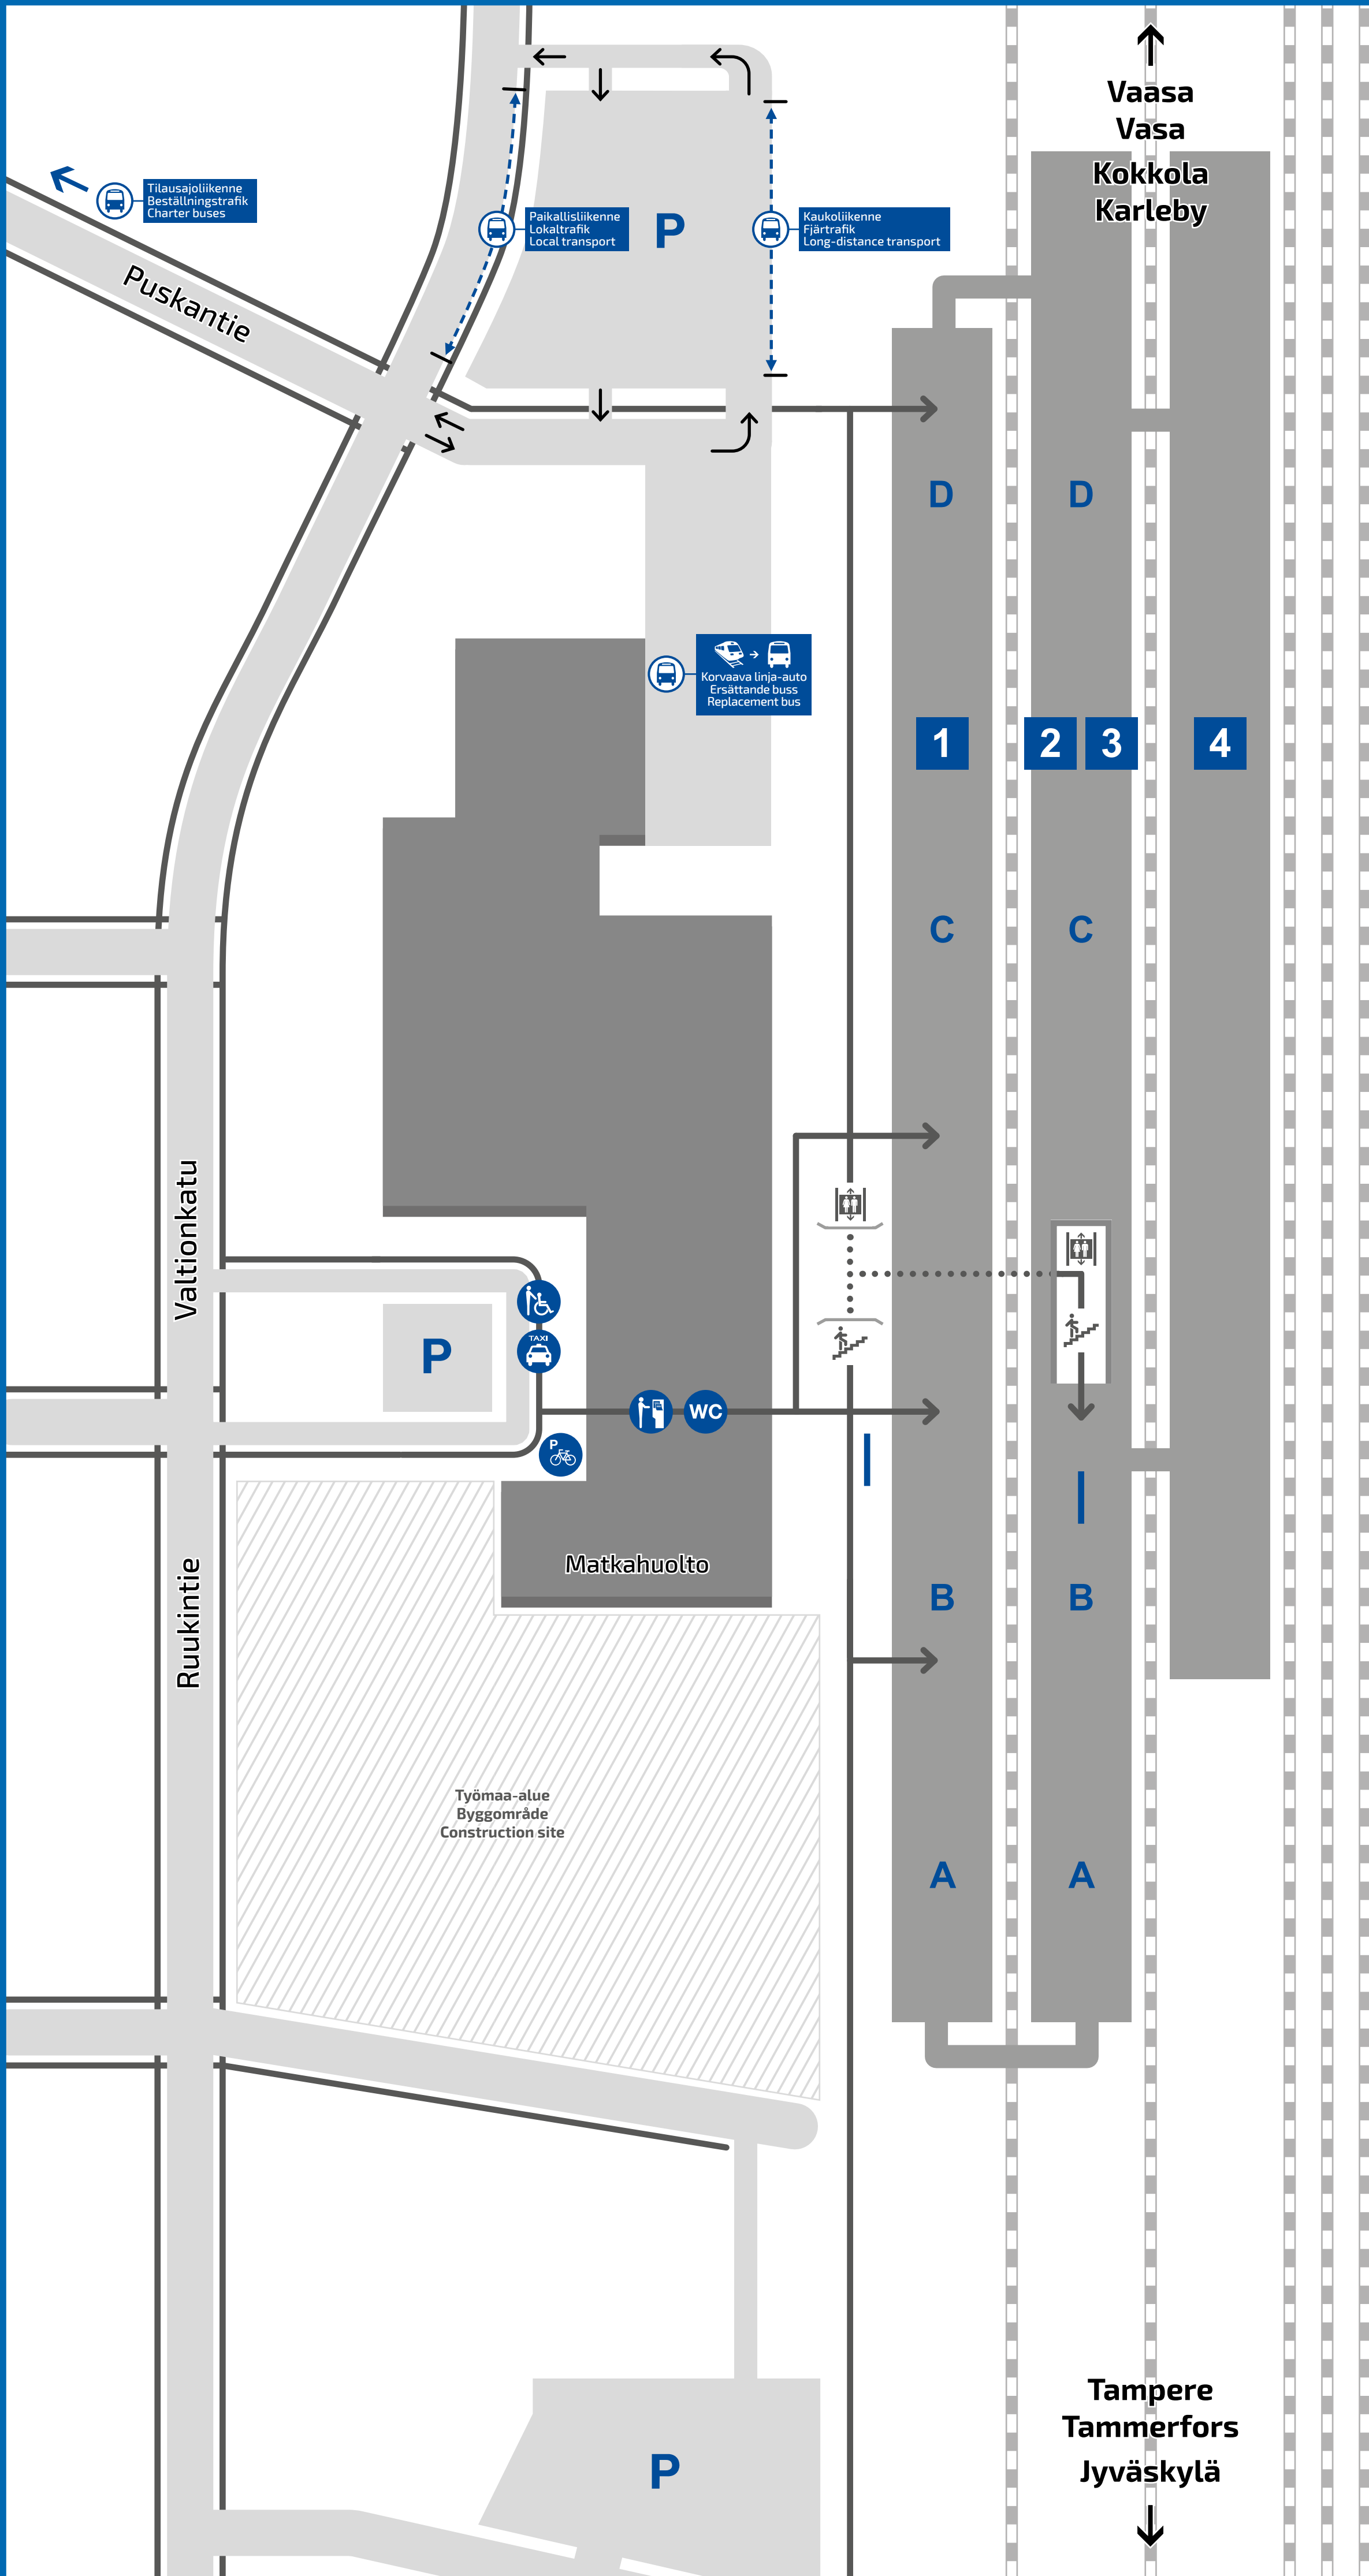 Vaasa
Vasa
Kokkola
Karleby
Tilausajoliikenne
Beställningstrafik
Charter buses
Paikallisliikenne
Lokaltrafik
Local transport
P
Kaukoliikenne
Fjärtrafik
Long-distance transport
Puskantie
D
D
Korvaava linja-auto
Ersättande buss
Replacement bus
1
2
3
4
C
C
Valtionkatu
P
TAXI
WC
P
Matkahuolto
Ruukintie
B
B
Työmaa-alue
Byggområde
Construction site
A
A
Tampere
Tammerfors
Jyväskylä
P